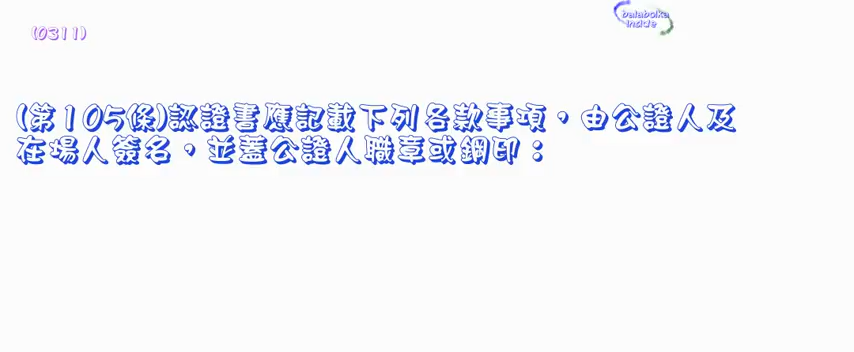 balabolka
inside
(0311)
(第105條)認證書應記載下列各款事項，由公證人及
在場人簽名，並蓋公證人職章或鋼印：